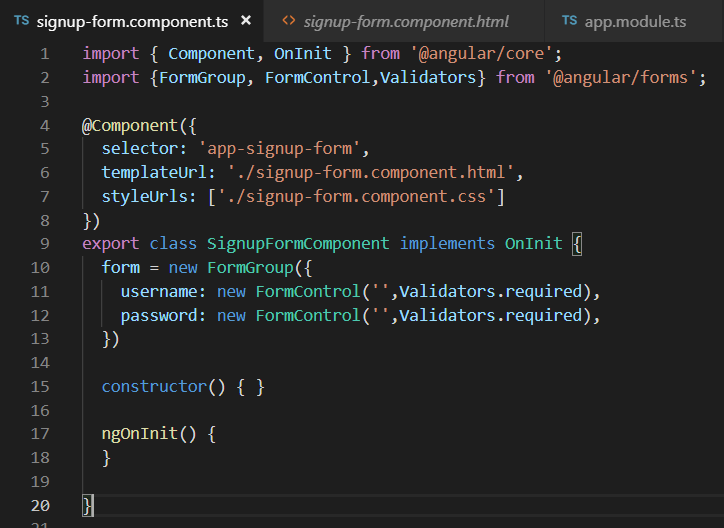 TS signup-form.component.ts × <> signup-form.component.html TS app.module.ts
1 import { Component, OnInit } from '@angular/core';
2 import {FormGroup, FormControl,Validators} from '@angular/forms';
3
4 @Component({
5   selector: 'app-signup-form',
6   templateUrl: './signup-form.component.html',
7   styleUrls: ['./signup-form.component.css']
8 })
9 export class SignupFormComponent implements OnInit {
10   form = new FormGroup({
11     username: new FormControl('',Validators.required),
12     password: new FormControl('',Validators.required),
13   })
14
15   constructor() { }
16
17   ngOnInit() {
18   }
19
20 }
21